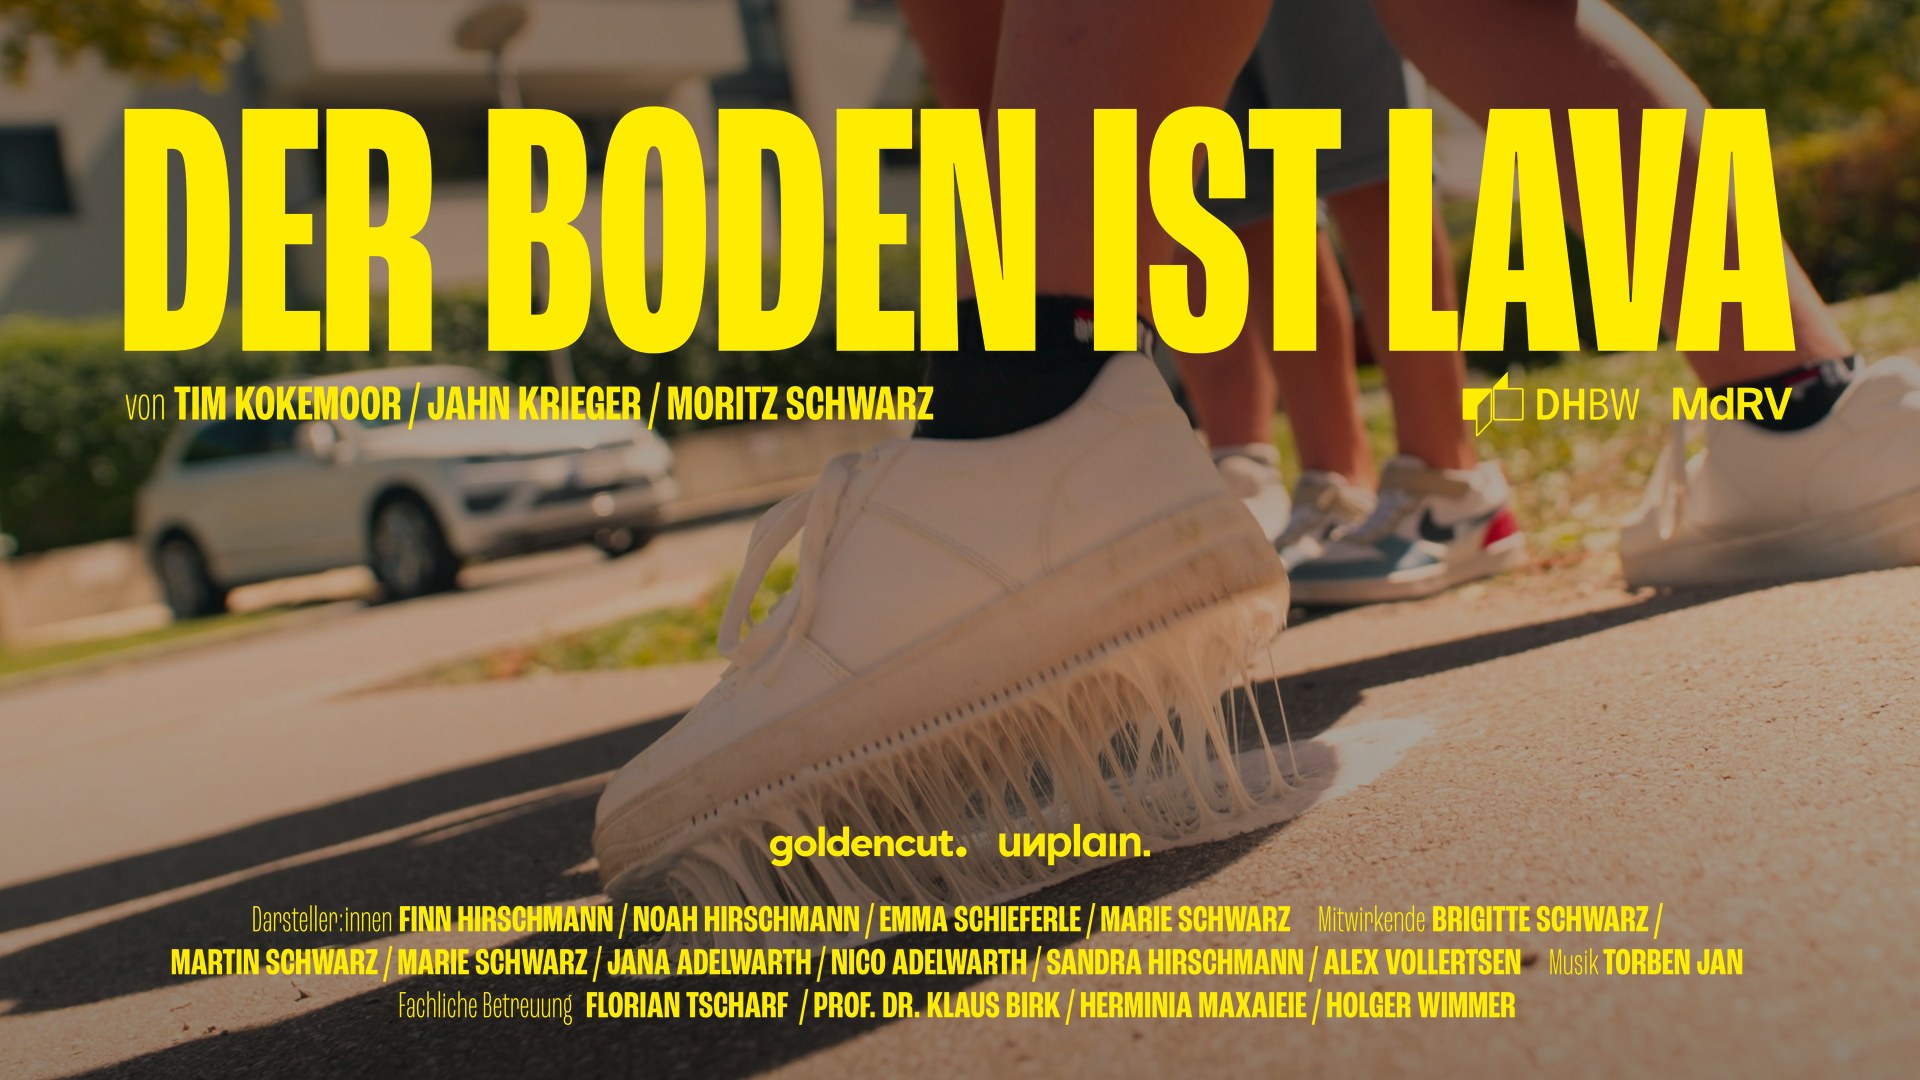 DER BODEN IST LAVA
von TIM KOKEMOOR / JAHN KRIEGER / MORITZ SCHWARZ
DHBW MdRV
goldencut. unplain.
Darsteller:innen FINN HIRSCHMANN / NOAH HIRSCHMANN / EMMA SCHIEFERLE / MARIE SCHWARZ Mitwirkende BRIGITTE SCHWARZ /
MARTIN SCHWARZ / MARIE SCHWARZ / JANA ADELWARTH / NICO ADELWARTH / SANDRA HIRSCHMANN / ALEX VOLLERTSEN Musik TORBEN JAN
Fachliche Betreuung FLORIAN TSCHARF / PROF. DR. KLAUS BIRK / HERMINIA MAXAIEIE / HOLGER WIMMER